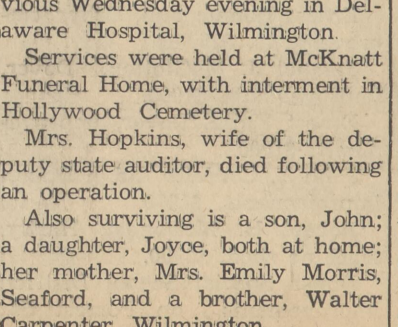 vious Wednesday evening in Del-
aware Hospital, Wilmington.
Services were held at McKnatt
Funeral Home, with interment in
Hollywood Cemetery.
Mrs. Hopkins, wife of the de-
puty state auditor, died following
an operation.
Also surviving is a son, John;
a daughter, Joyce, both at home;
her mother, Mrs. Emily Morris,
Seaford, and a brother, Walter
Carpenter, Wilmington.